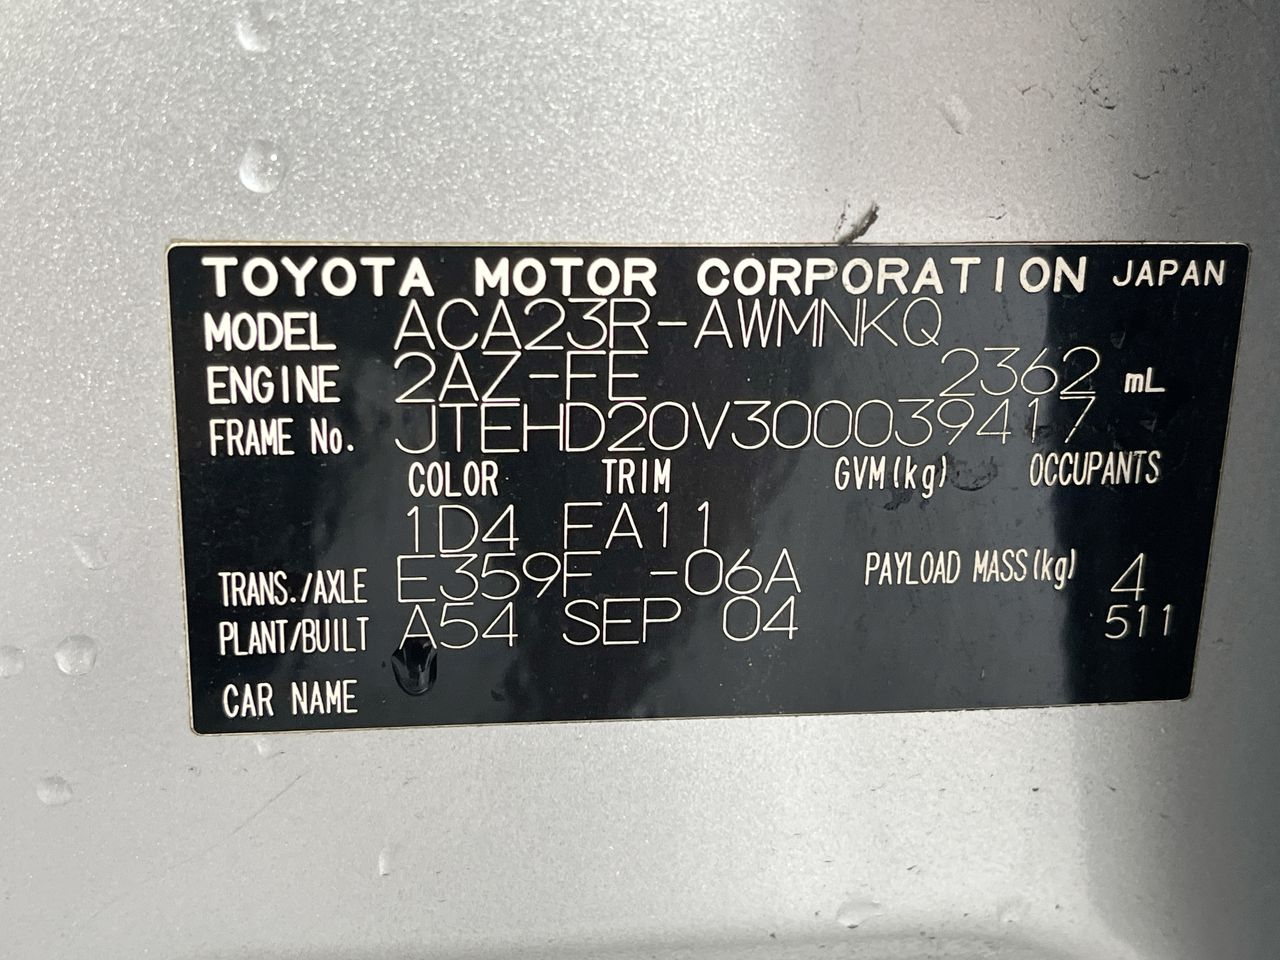 TOYOTA MOTOR CORPORATION JAPAN
MODEL ACA23R-AWMNKQ
ENGINE 2AZ-FE 2362 mL
FRAME No. JTEHD20V300039417
COLOR TRIM GVM(kg) OCCUPANTS
1D4 FA11
TRANS./AXLE E359F -06A PAYLOAD MASS(kg) 4
PLANT/BUILT A54 SEP 04 511
CAR NAME